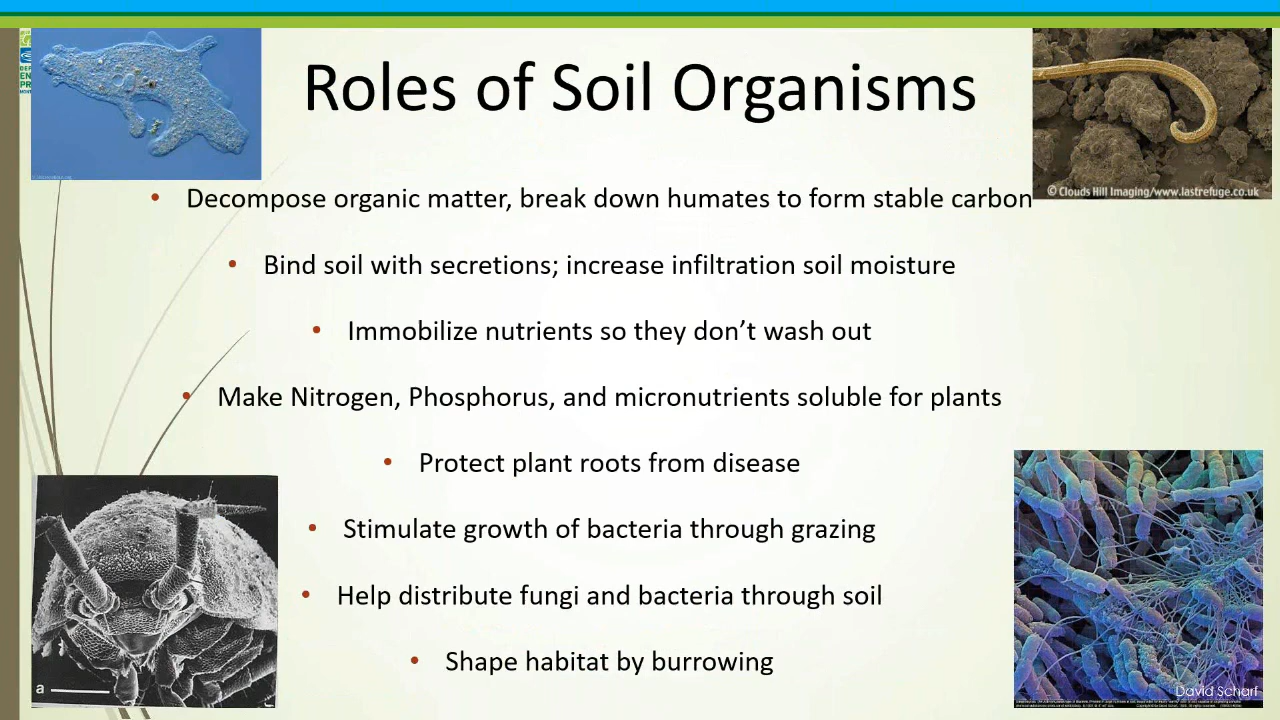 Roles of Soil Organisms
© Clouds Hill Imaging/www.lastrefuge.co.uk
• Decompose organic matter, break down humates to form stable carbon
• Bind soil with secretions; increase infiltration soil moisture
• Immobilize nutrients so they don’t wash out
• Make Nitrogen, Phosphorus, and micronutrients soluble for plants
• Protect plant roots from disease
• Stimulate growth of bacteria through grazing
• Help distribute fungi and bacteria through soil
• Shape habitat by burrowing
a
David Scharf